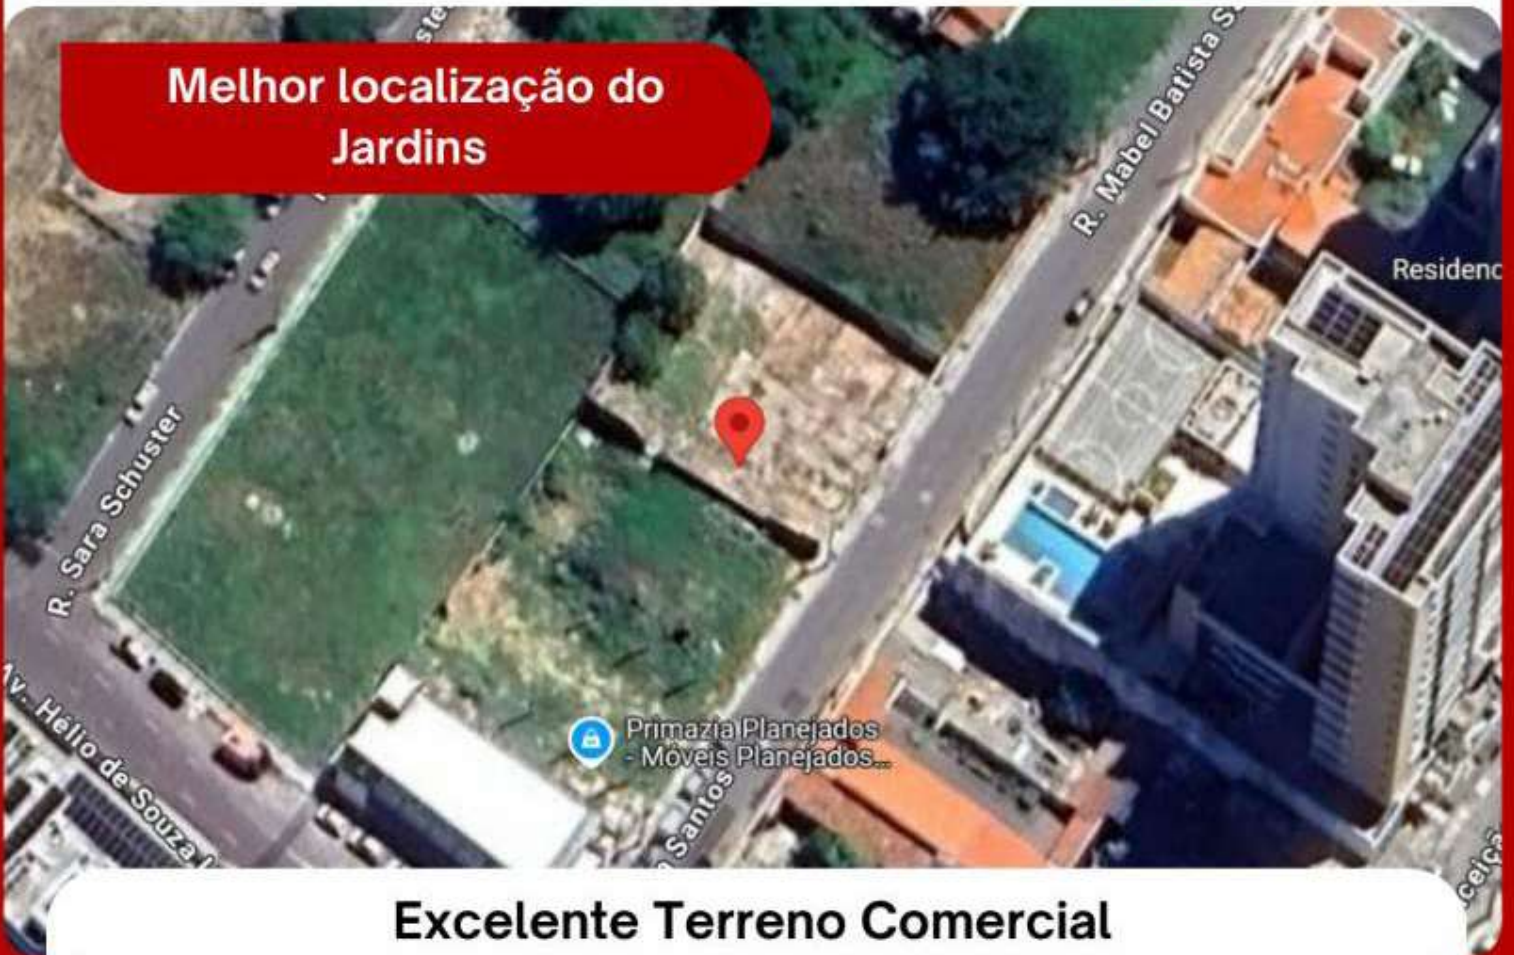 Melhor localização do
Jardins
R. Mabel Batista S
Residenc
R. Sara Schuster
Av. Hélio de Souza
Primazia Planejados
- Móveis Planejados...
Santos
Excelente Terreno Comercial